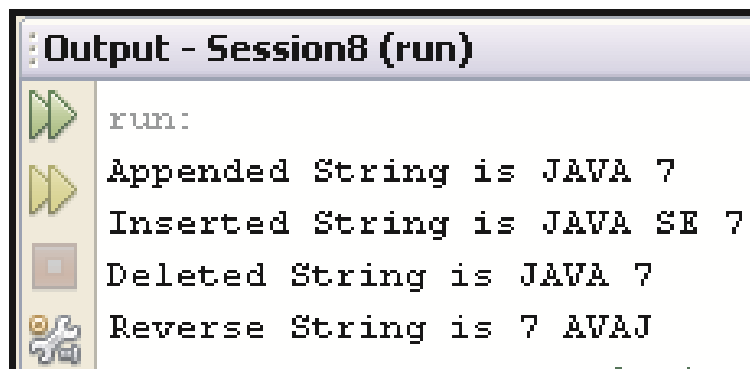 Output - Session8 (run)
run:
Appended String is JAVA 7
Inserted String is JAVA SE 7
Deleted String is JAVA 7
Reverse String is 7 AVAJ